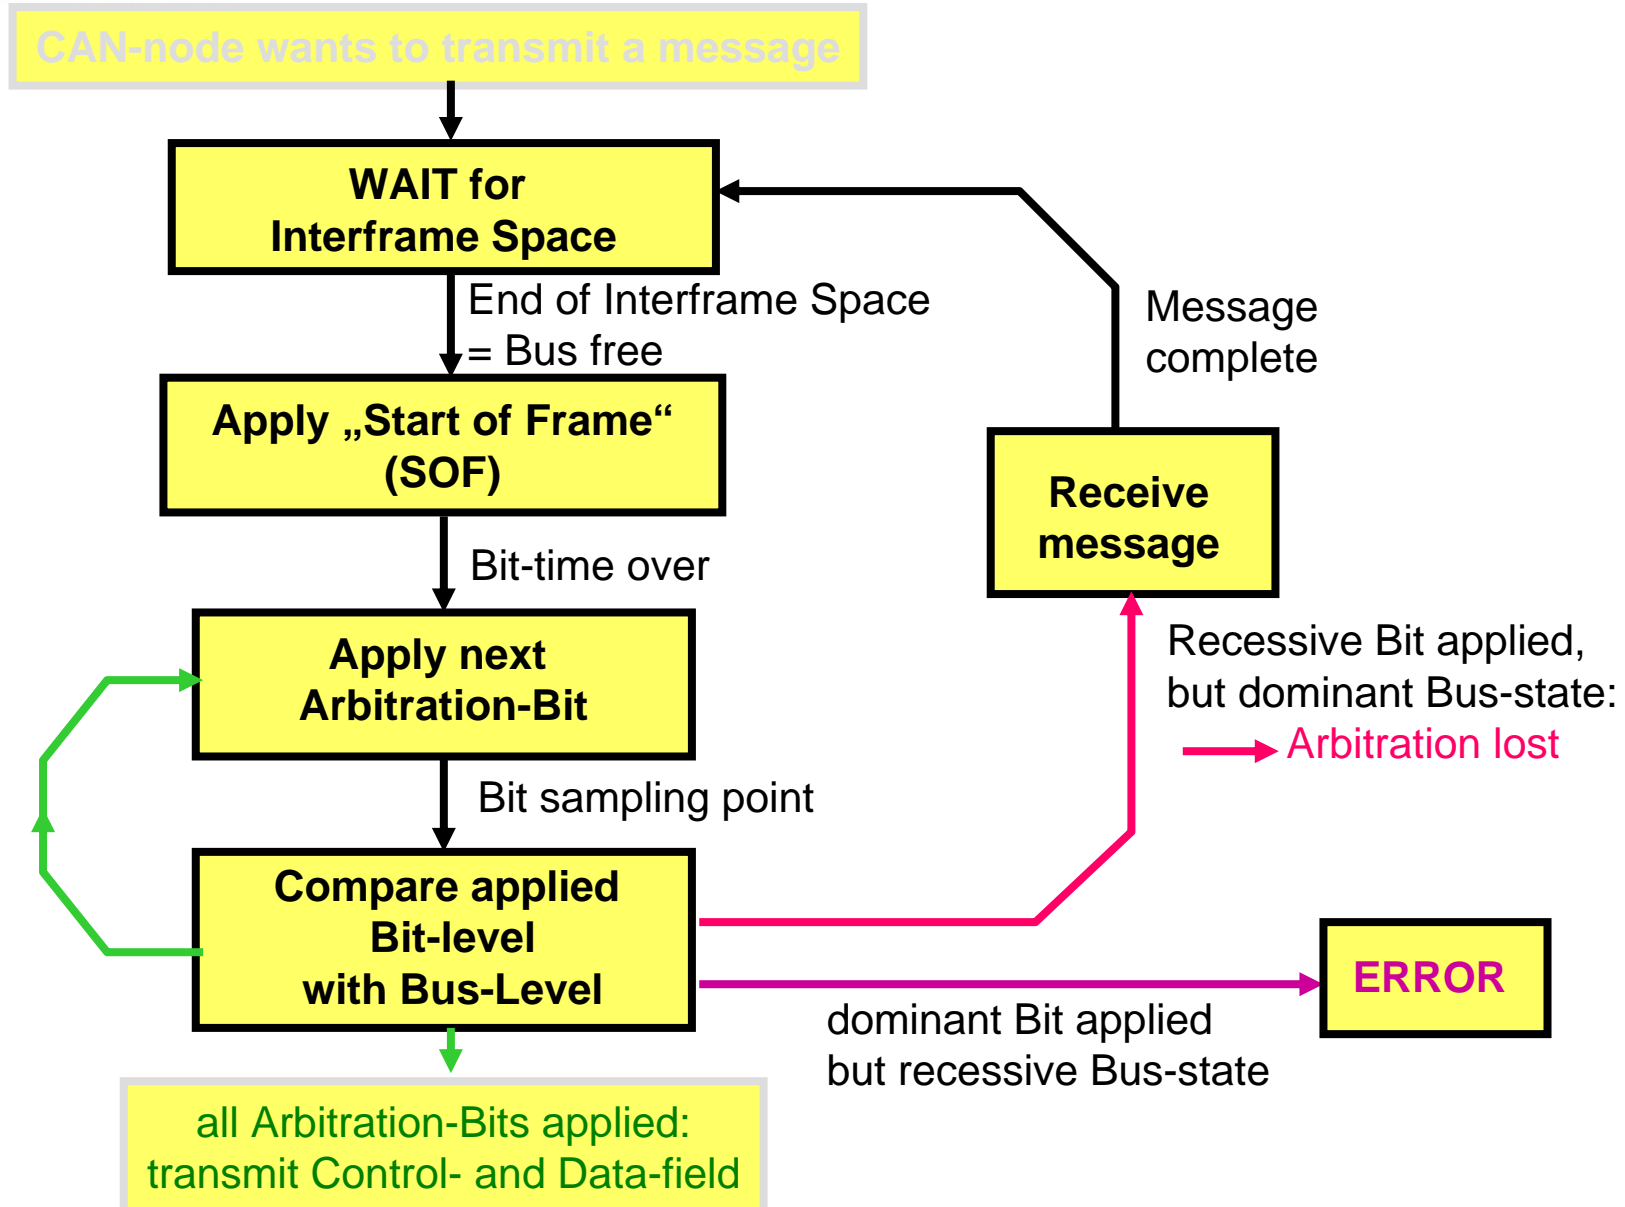 CAN-node wants to transmit a message
WAIT for
Interframe Space
End of Interframe Space
= Bus free
Message
complete
Apply „Start of Frame“
(SOF)
Receive
message
Bit-time over
Apply next
Arbitration-Bit
Recessive Bit applied,
but dominant Bus-state:
Arbitration lost
Bit sampling point
Compare applied
Bit-level
with Bus-Level
ERROR
dominant Bit applied
but recessive Bus-state
all Arbitration-Bits applied:
transmit Control- and Data-field